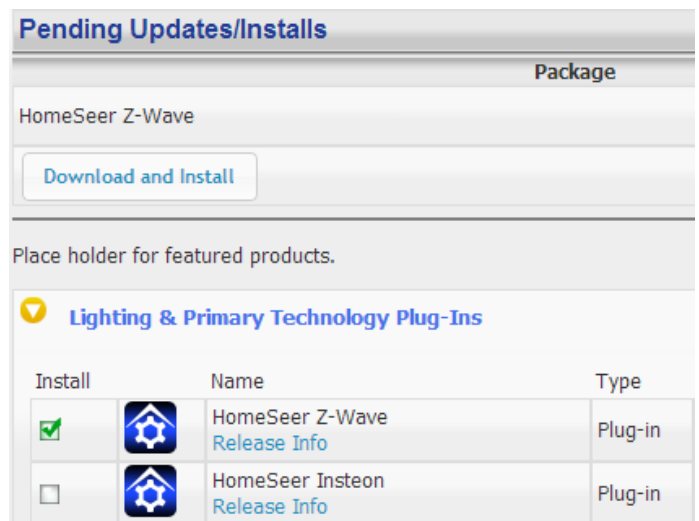 Pending Updates/Installs
Package
HomeSeer Z-Wave
Download and Install
Place holder for featured products.
Lighting & Primary Technology Plug-Ins
Install Name Type
HomeSeer Z-Wave Plug-in
Release Info
HomeSeer Insteon Plug-in
Release Info